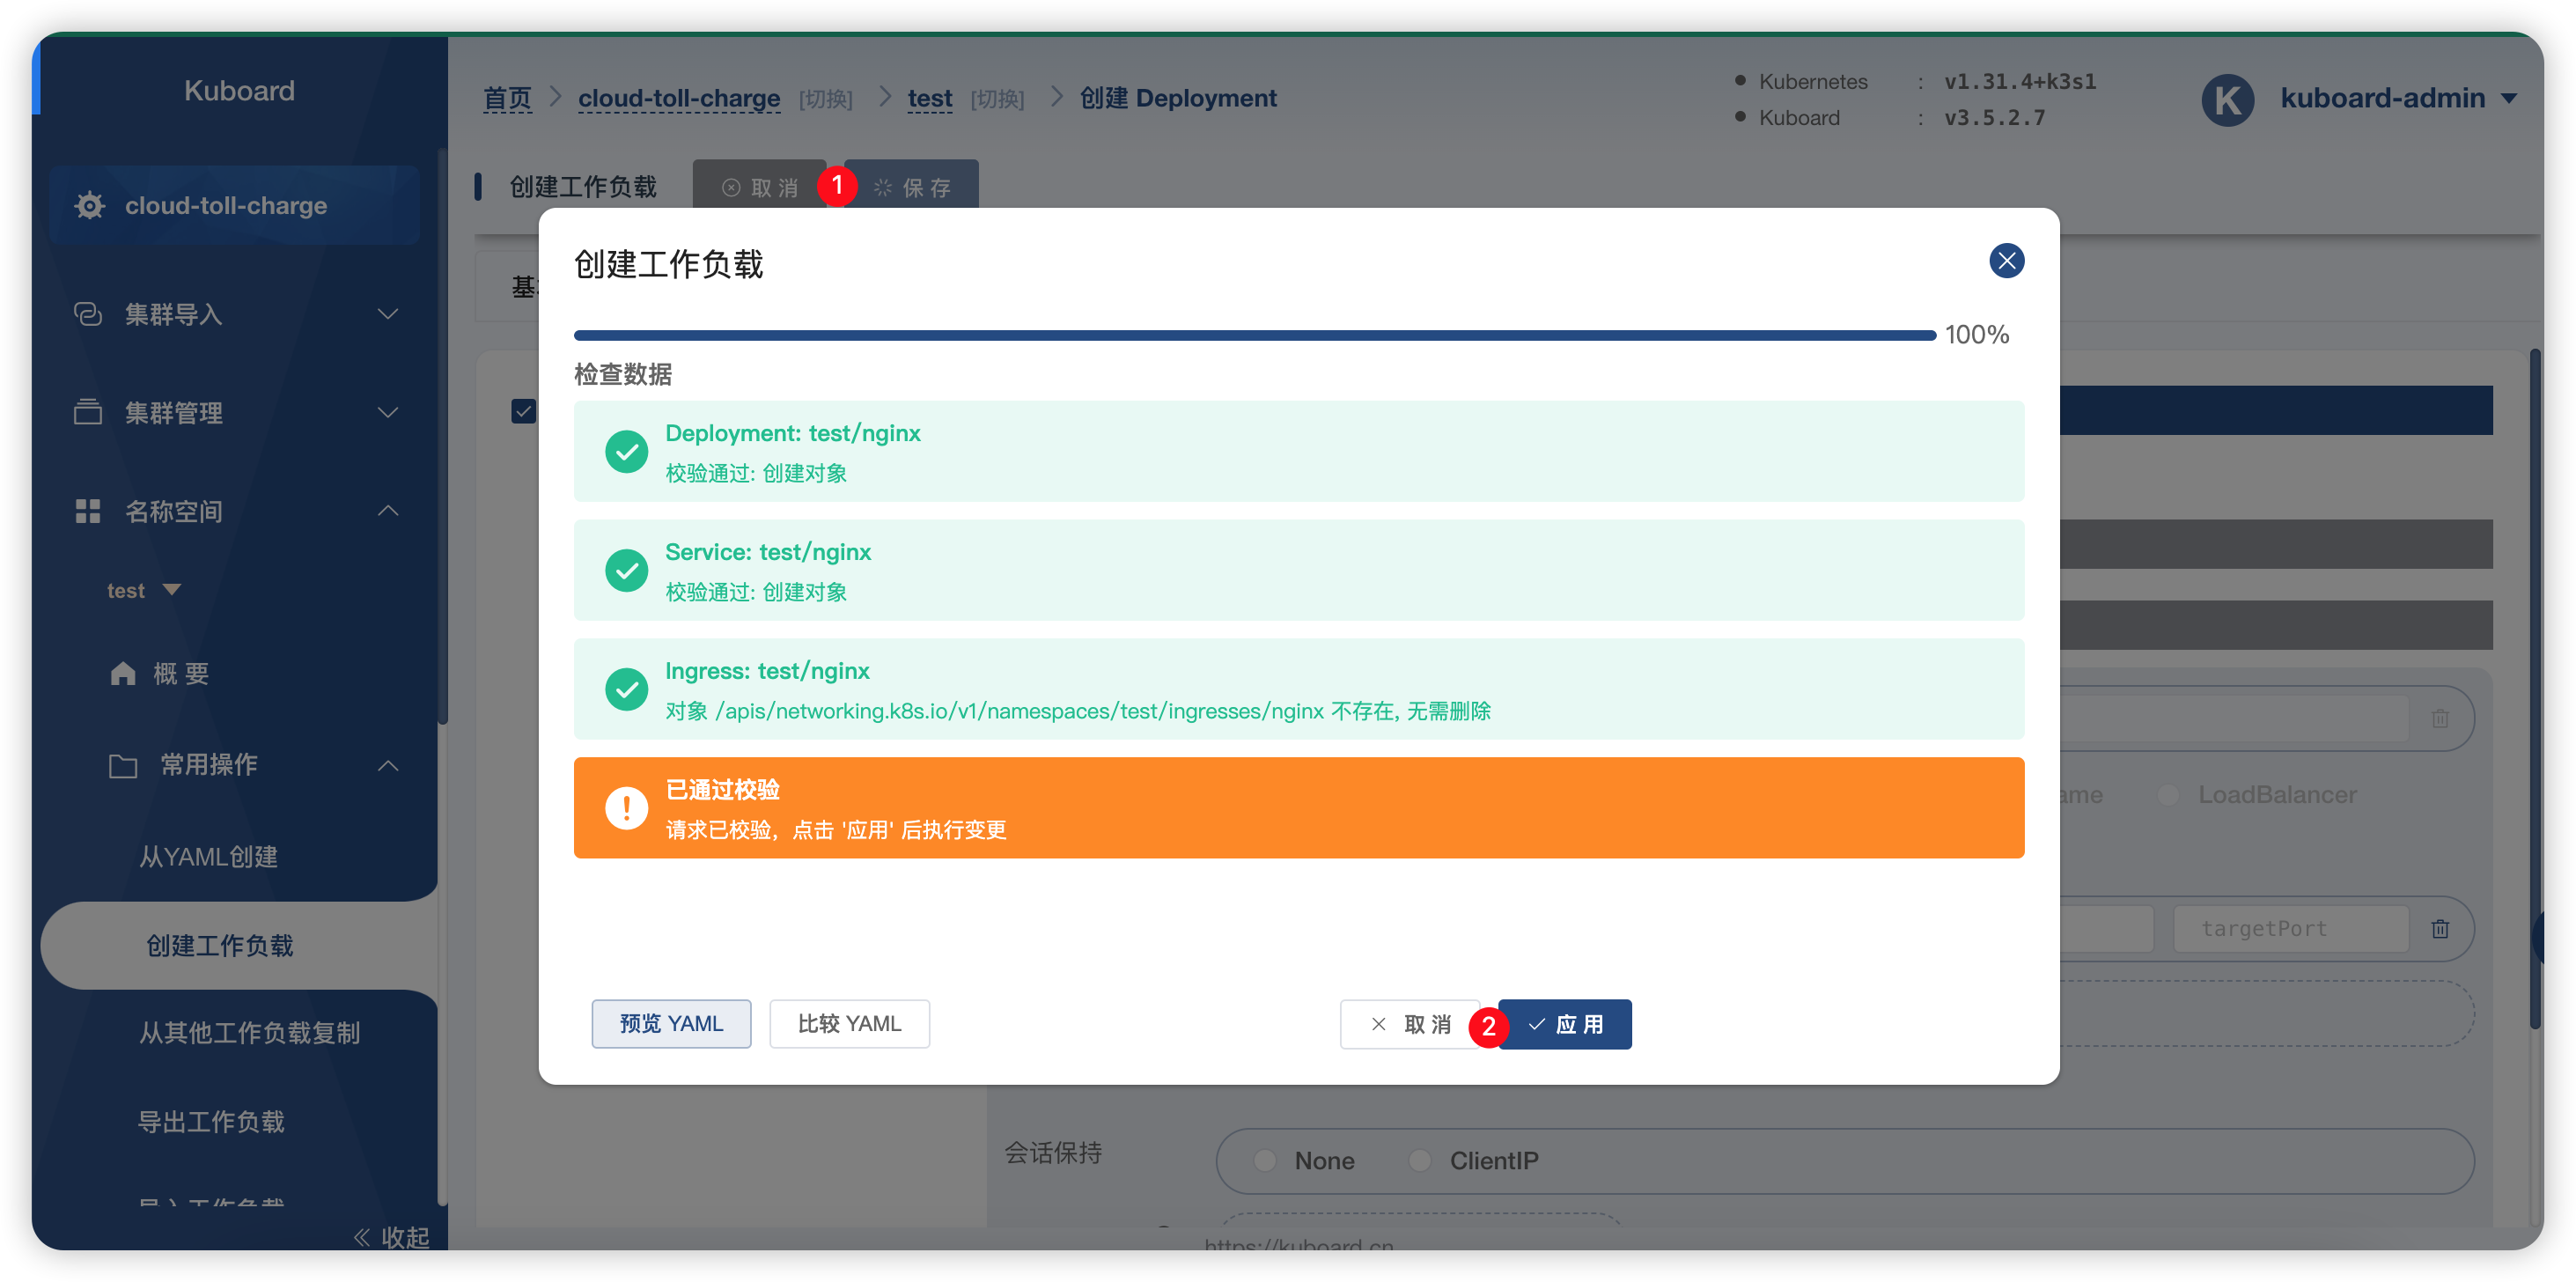 Kuboard
首页 > cloud-toll-charge [切换] > test [切换] > 创建 Deployment
Kubernetes : v1.31.4+k3s1
Kuboard : v3.5.2.7
K kuboard-admin
创建工作负载 取 消 1 保 存
cloud-toll-charge
集群导入
集群管理
名称空间
test
概 要
常用操作
从YAML创建
创建工作负载
从其他工作负载复制
导出工作负载
导入工作负载
收起
创建工作负载
100%
检查数据
Deployment: test/nginx
校验通过: 创建对象
Service: test/nginx
校验通过: 创建对象
Ingress: test/nginx
对象 /apis/networking.k8s.io/v1/namespaces/test/ingresses/nginx 不存在, 无需删除
已通过校验
请求已校验，点击 '应用' 后执行变更
预览 YAML 比较 YAML 取 消 2 应 用
LoadBalancer
targetPort
会话保持 None ClientIP
https://kuboard.cn